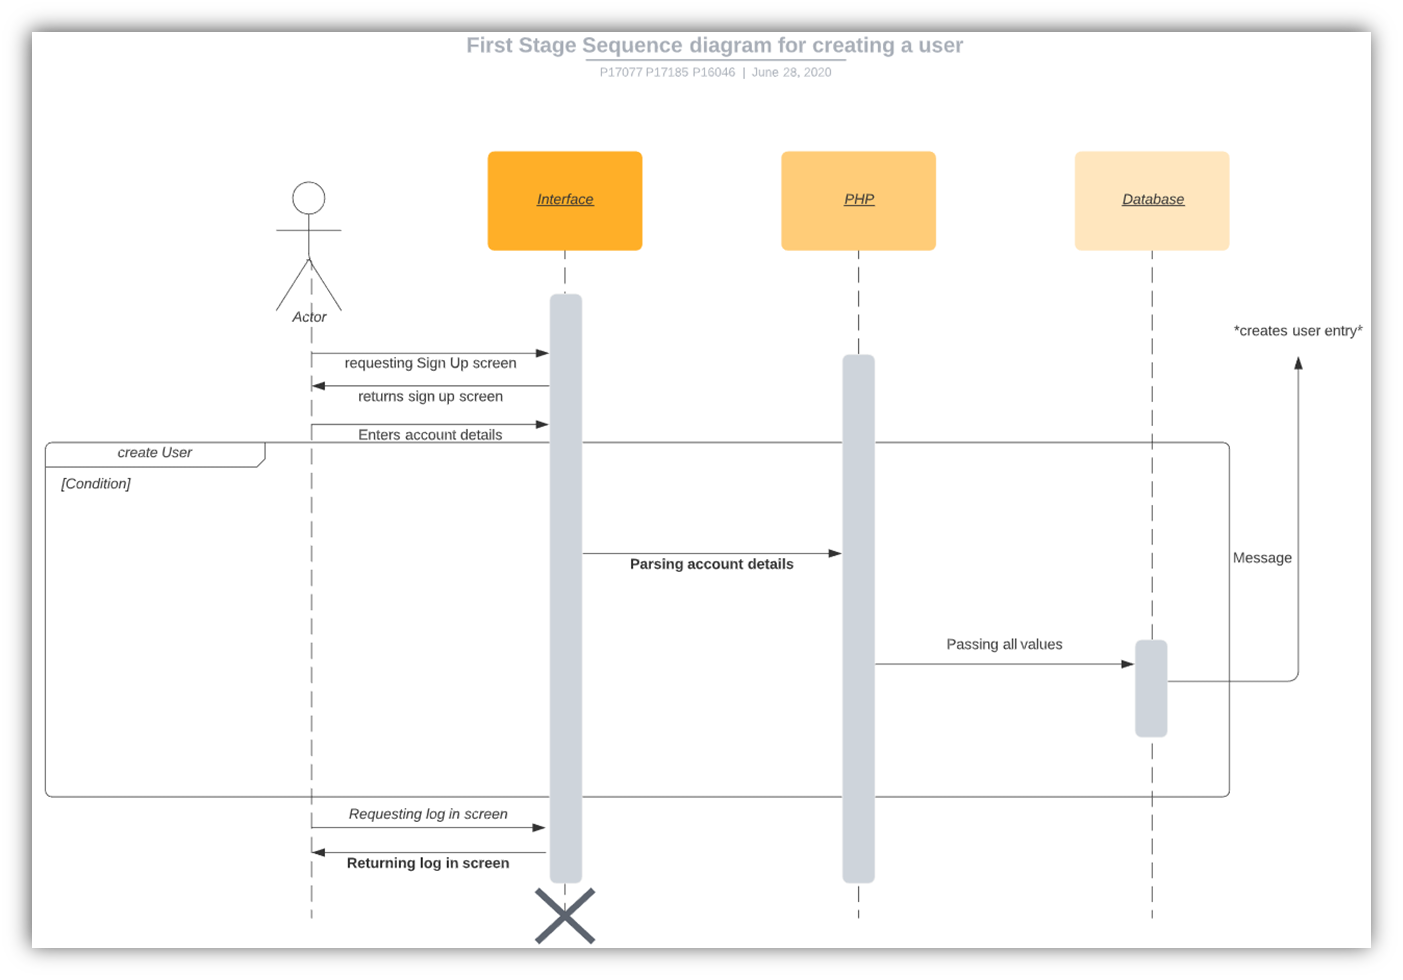 First Stage Sequence diagram for creating a user
P17077 P17185 P16046 | June 28, 2020
Interface
PHP
Database
Actor
*creates user entry*
requesting Sign Up screen
returns sign up screen
Enters account details
create User
[Condition]
Message
Parsing account details
Passing all values
Requesting log in screen
Returning log in screen